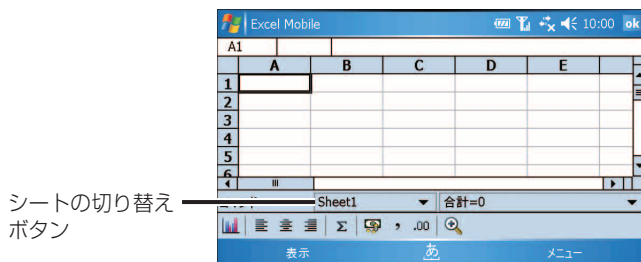 Excel Mobile 10:00 ok
A1
A B C D E
1
2
3
4
5
6
シートの切り替え
ボタン
Sheet1 合計=0
Σ , .00
表示 あ メニュー